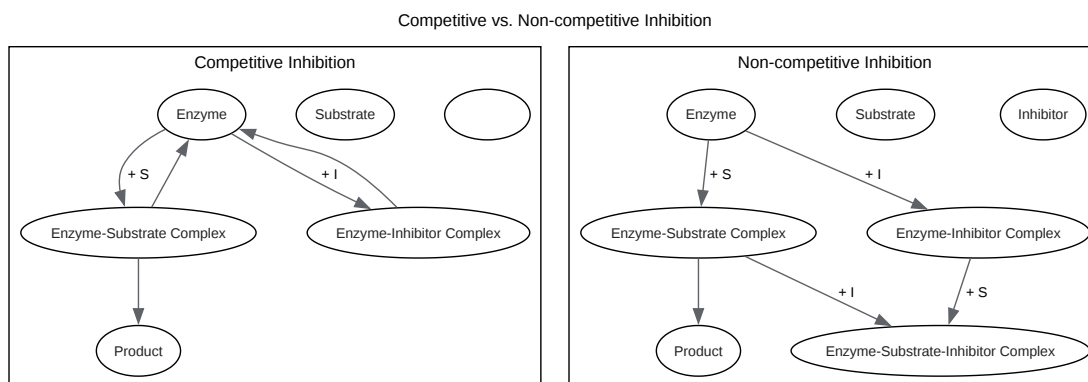 Competitive vs. Non-competitive Inhibition
Competitive Inhibition
Enzyme
Substrate
+ S
+ I
Enzyme-Substrate Complex
Enzyme-Inhibitor Complex
Product
Non-competitive Inhibition
Enzyme
Substrate
Inhibitor
+ S
+ I
Enzyme-Substrate Complex
Enzyme-Inhibitor Complex
+ I
+ S
Product
Enzyme-Substrate-Inhibitor Complex